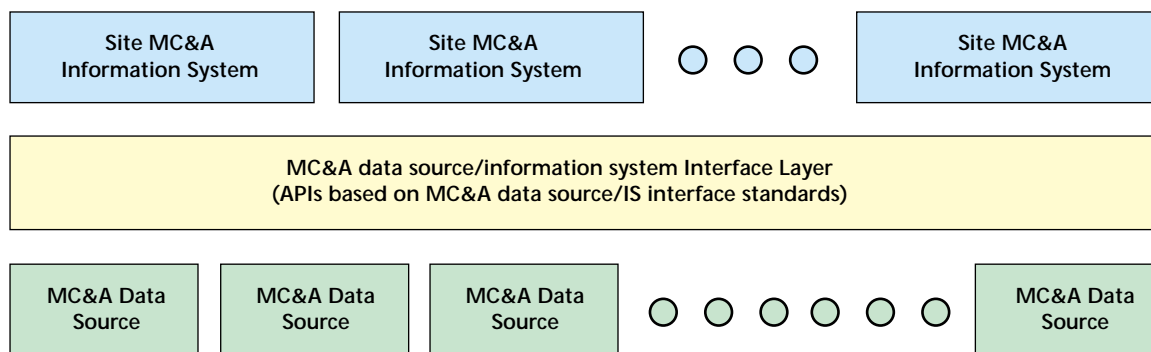 Site MC&A
Information System
Site MC&A
Information System
Site MC&A
Information System
MC&A data source/information system Interface Layer
(APIs based on MC&A data source/IS interface standards)
MC&A Data
Source
MC&A Data
Source
MC&A Data
Source
MC&A Data
Source